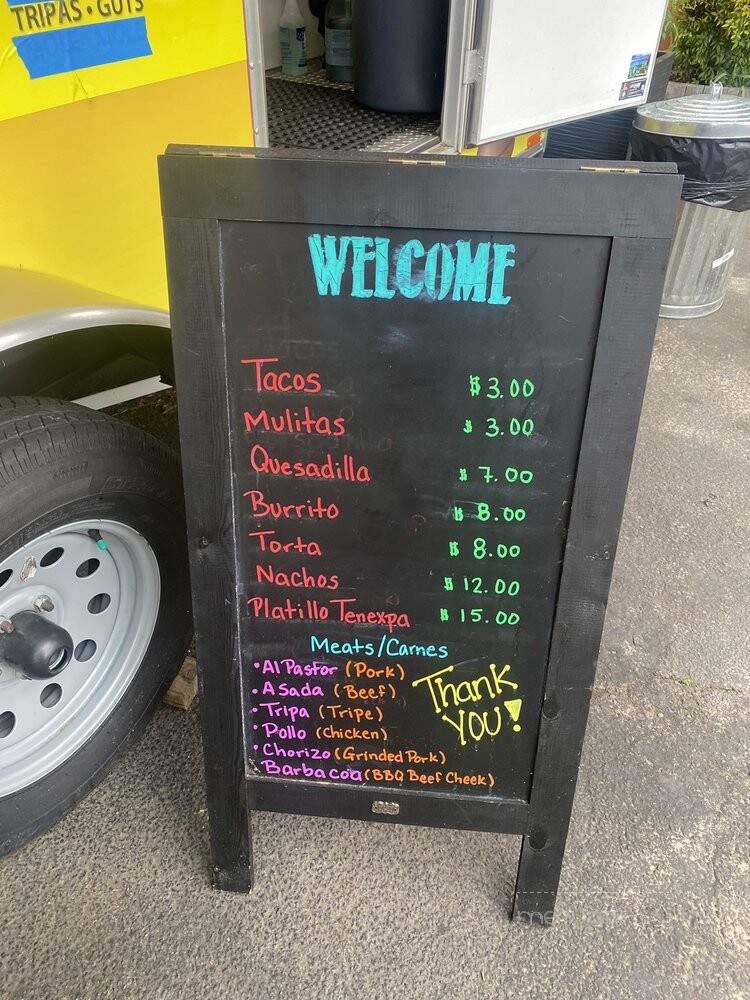 TRIPAS • GUTS
WELCOME
Tacos $3.00
Mulitas $3.00
Quesadilla $7.00
Burrito $8.00
Torta $8.00
Nachos $12.00
Platillo Tenexpa $15.00
Meats/Carnes
• Al Pastor (Pork)
• Asada (Beef)
• Tripa (Tripe)
• Pollo (Chicken)
• Chorizo (Grinded Pork)
• Barbacoa (BBQ Beef Cheek)
Thank
YOU!